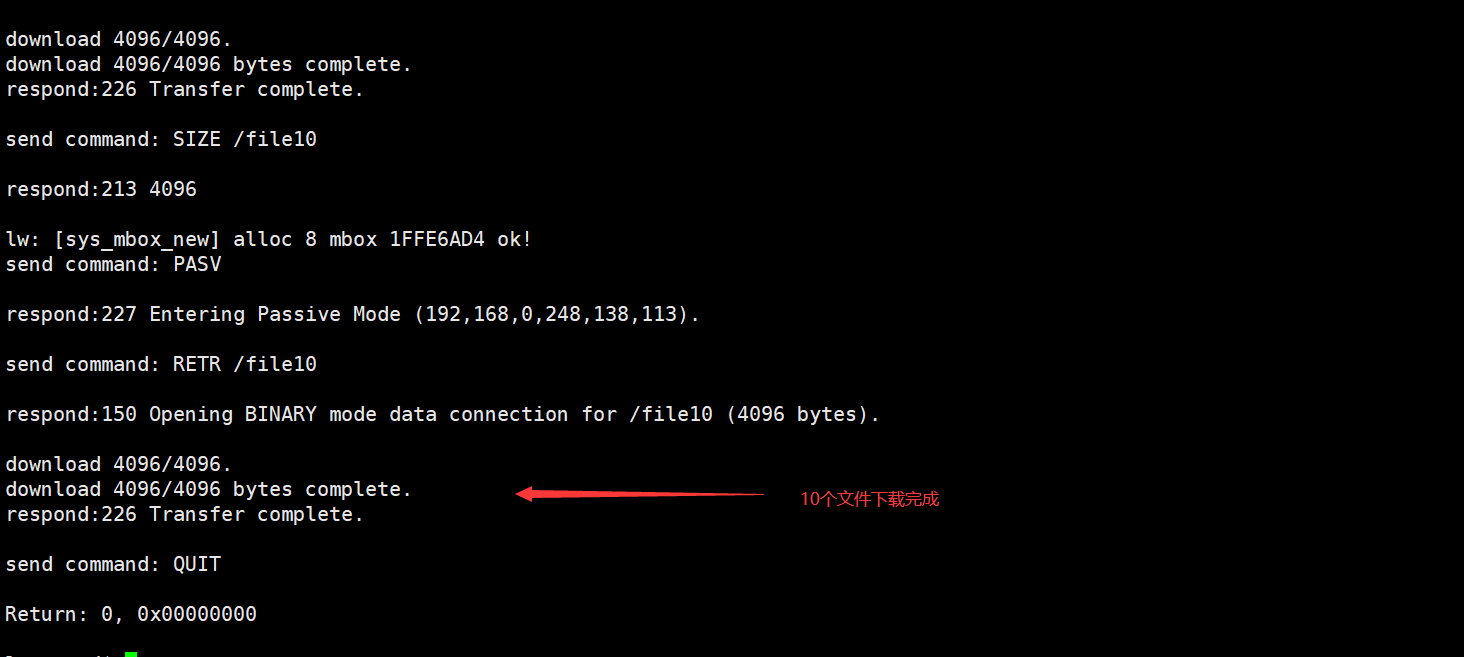 download 4096/4096.
download 4096/4096 bytes complete.
respond:226 Transfer complete.
send command: SIZE /file10
respond:213 4096
lw: [sys_mbox_new] alloc 8 mbox 1FFE6AD4 ok!
send command: PASV
respond:227 Entering Passive Mode (192,168,0,248,138,113).
send command: RETR /file10
respond:150 Opening BINARY mode data connection for /file10 (4096 bytes).
download 4096/4096.
download 4096/4096 bytes complete.
10个文件下载完成
respond:226 Transfer complete.
send command: QUIT
Return: 0, 0x00000000